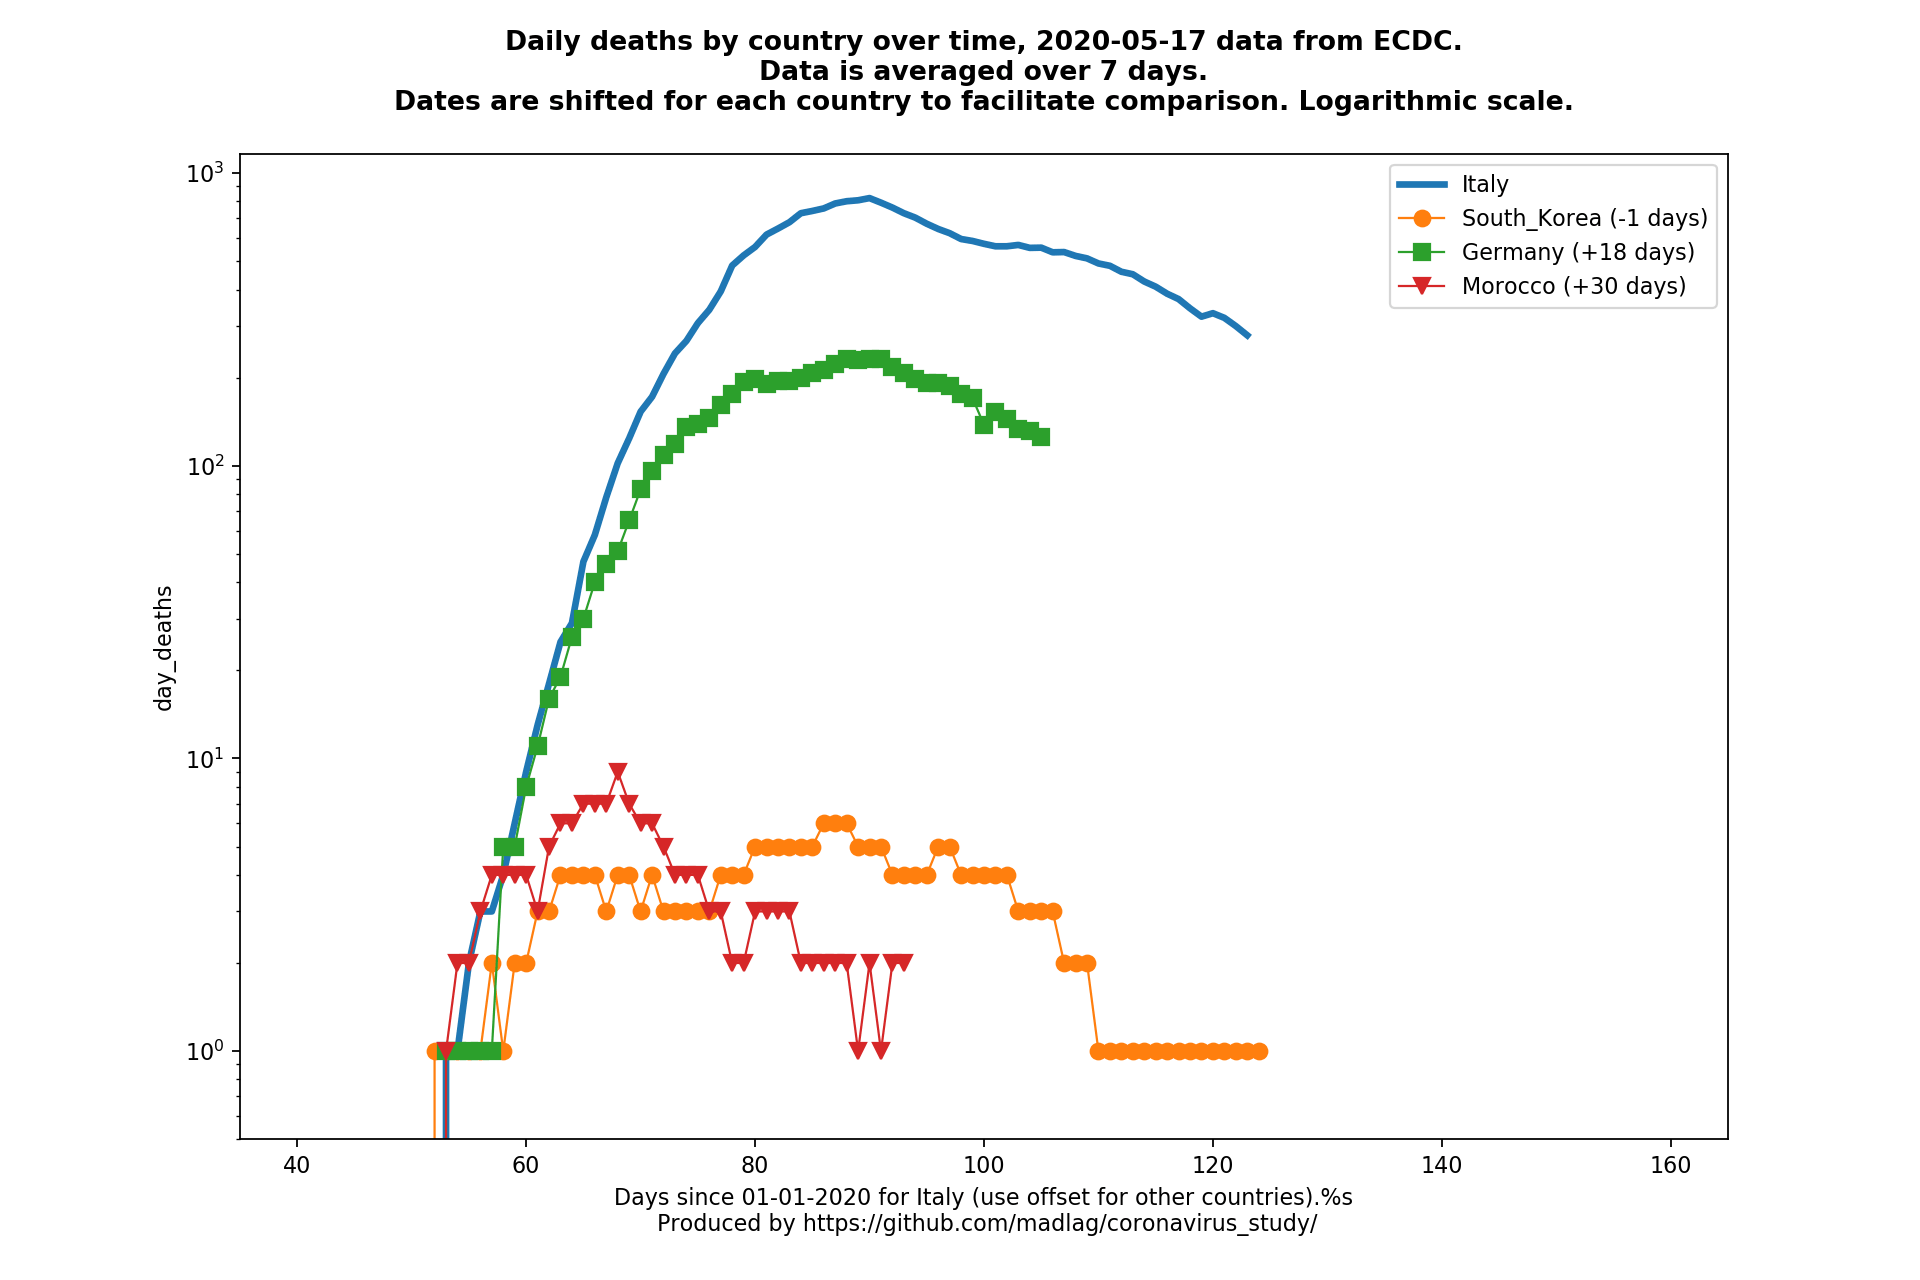 Daily deaths by country over time, 2020-05-17 data from ECDC.
Data is averaged over 7 days.
Dates are shifted for each country to facilitate comparison. Logarithmic scale.
10³
10²
10¹
10⁰
day_deaths
Italy
South_Korea (-1 days)
Germany (+18 days)
Morocco (+30 days)
40 60 80 100 120 140 160
Days since 01-01-2020 for Italy (use offset for other countries).%s
Produced by https://github.com/madlag/coronavirus_study/